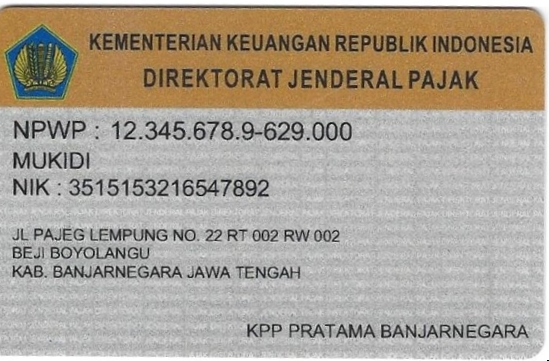 KEMENTERIAN KEUANGAN REPUBLIK INDONESIA
DIREKTORAT JENDERAL PAJAK
NPWP : 12.345.678.9-629.000
MUKIDI
NIK : 3515153216547892
JL PAJEG LEMPUNG NO. 22 RT 002 RW 002
BEJI BOYOLANGU
KAB. BANJARNEGARA JAWA TENGAH
KPP PRATAMA BANJARNEGARA